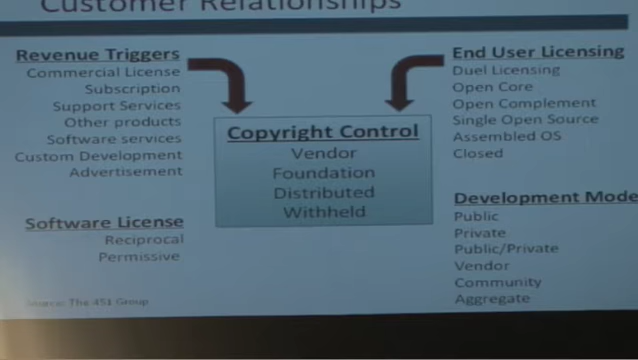 Customer Relationships
Revenue Triggers
Commercial License
Subscription
Support Services
Other products
Software services
Custom Development
Advertisement
Software License
Reciprocal
Permissive
Source: The 451 Group
Copyright Control
Vendor
Foundation
Distributed
Withheld
End User Licensing
Duel Licensing
Open Core
Open Complement
Single Open Source
Assembled OS
Closed
Development Mode
Public
Private
Public/Private
Vendor
Community
Aggregate